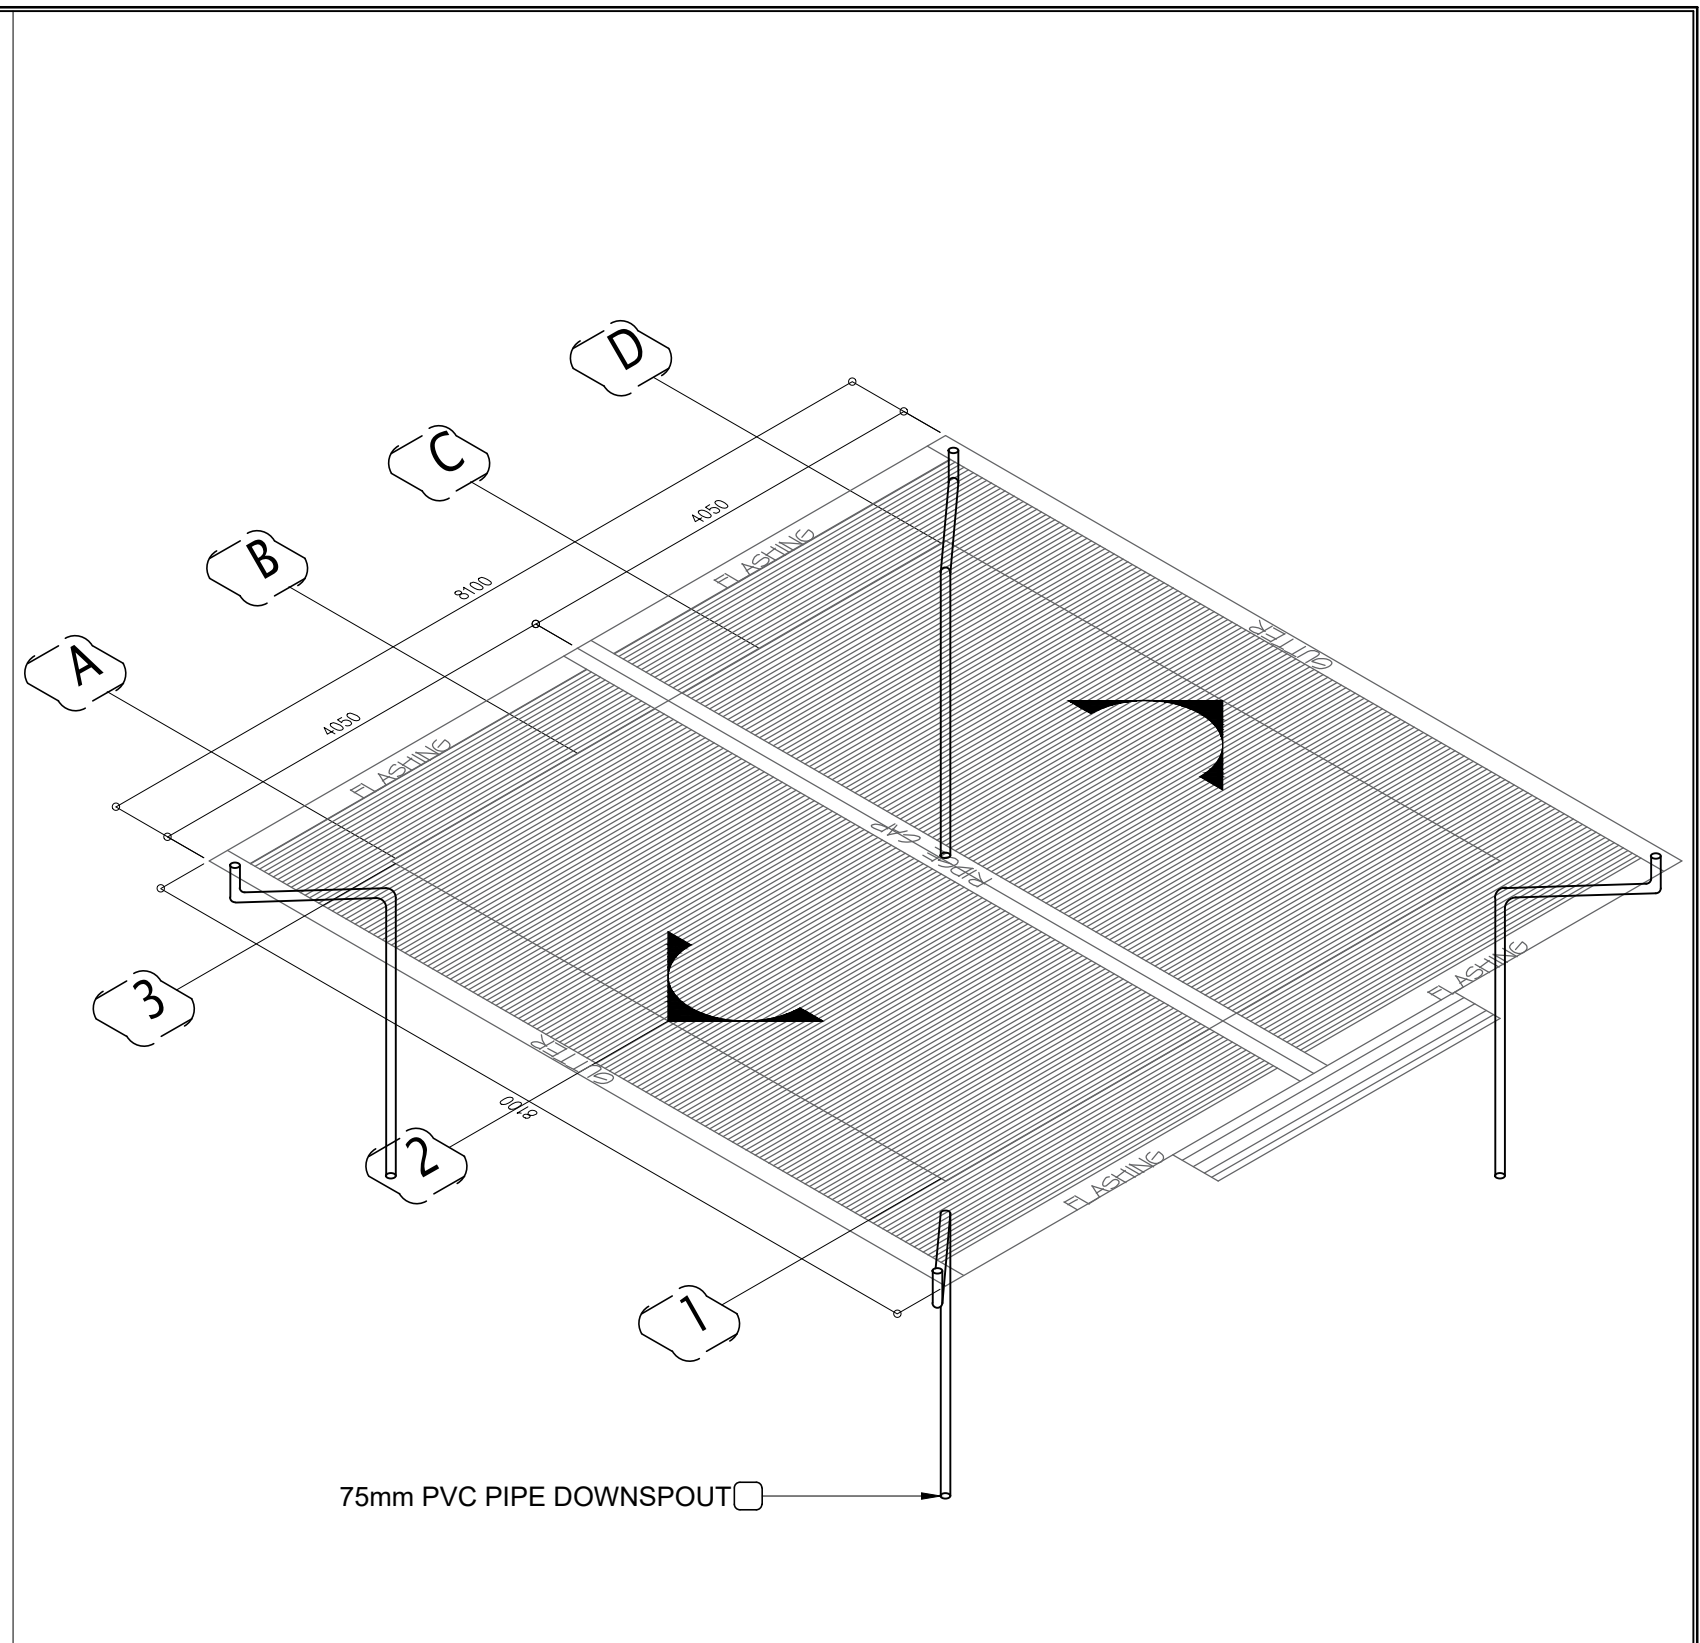 D
C
4050
FLASHING
B
8100
GUTTER
A
4050
FLASHING
RIDGE CAP
FLASHING
3
GUTTER
8100
2
FLASHING
1
75mm PVC PIPE DOWNSPOUT